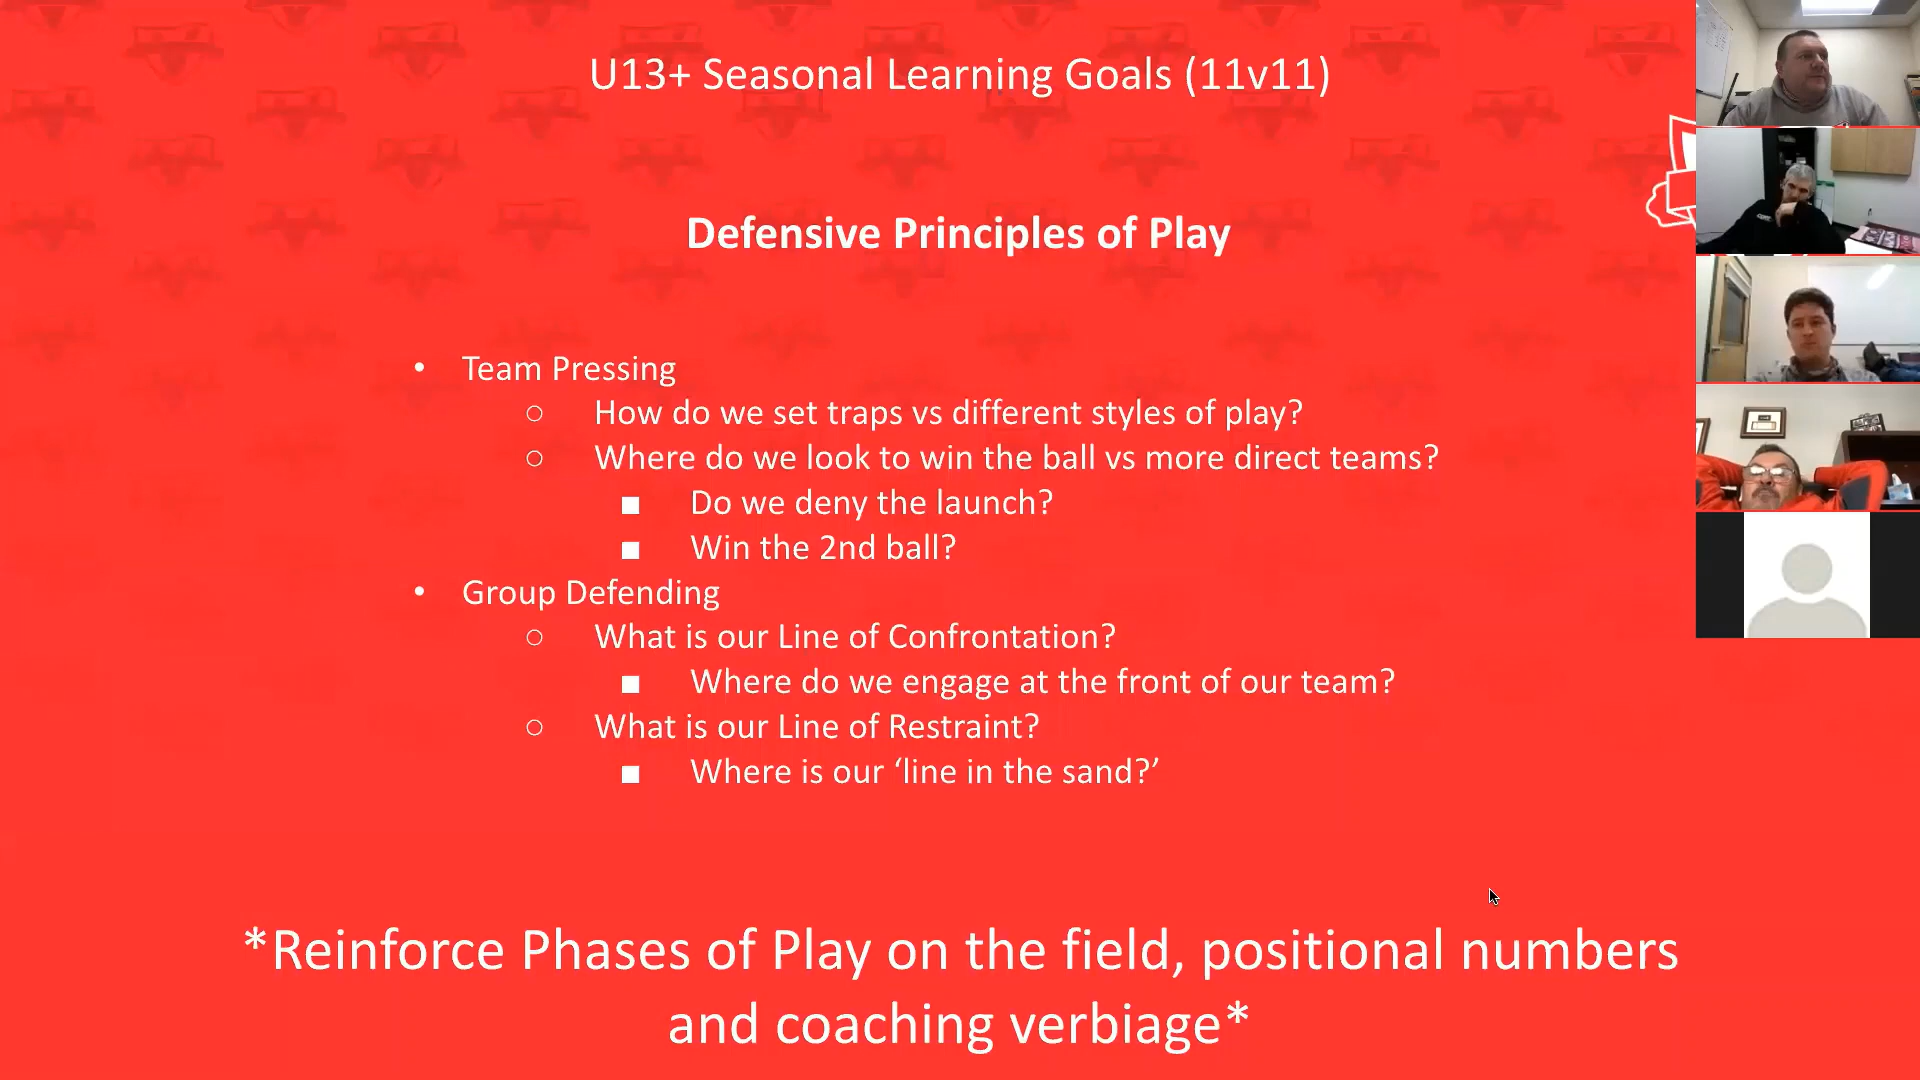 U13+ Seasonal Learning Goals (11v11)
Defensive Principles of Play
• Team Pressing
○ How do we set traps vs different styles of play?
○ Where do we look to win the ball vs more direct teams?
■ Do we deny the launch?
■ Win the 2nd ball?
• Group Defending
○ What is our Line of Confrontation?
■ Where do we engage at the front of our team?
○ What is our Line of Restraint?
■ Where is our ‘line in the sand?’
*Reinforce Phases of Play on the field, positional numbers
and coaching verbiage*